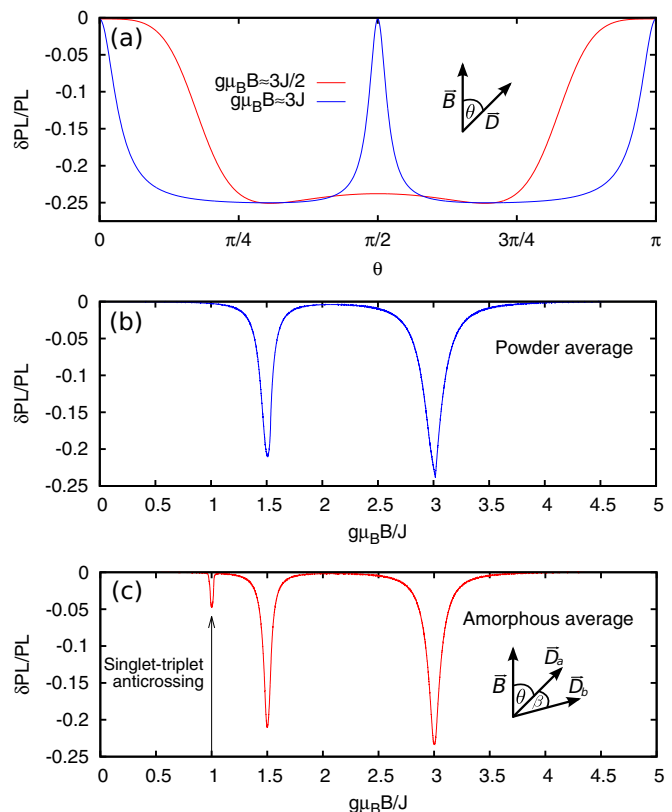 (a)
0
-0.05
-0.1
-0.15
-0.2
-0.25
δPL/PL
gμBB≈3J/2
gμBB≈3J
B⃗
θ
D⃗
0 π/4 π/2 3π/4 π
θ
(b)
0
-0.05
-0.1
-0.15
-0.2
-0.25
δPL/PL
Powder average
0 0.5 1 1.5 2 2.5 3 3.5 4 4.5 5
gμBB/J
(c)
0
-0.05
-0.1
-0.15
-0.2
-0.25
δPL/PL
Amorphous average
Singlet-triplet
anticrossing
B⃗
θ
β
D⃗a
D⃗b
0 0.5 1 1.5 2 2.5 3 3.5 4 4.5 5
gμBB/J